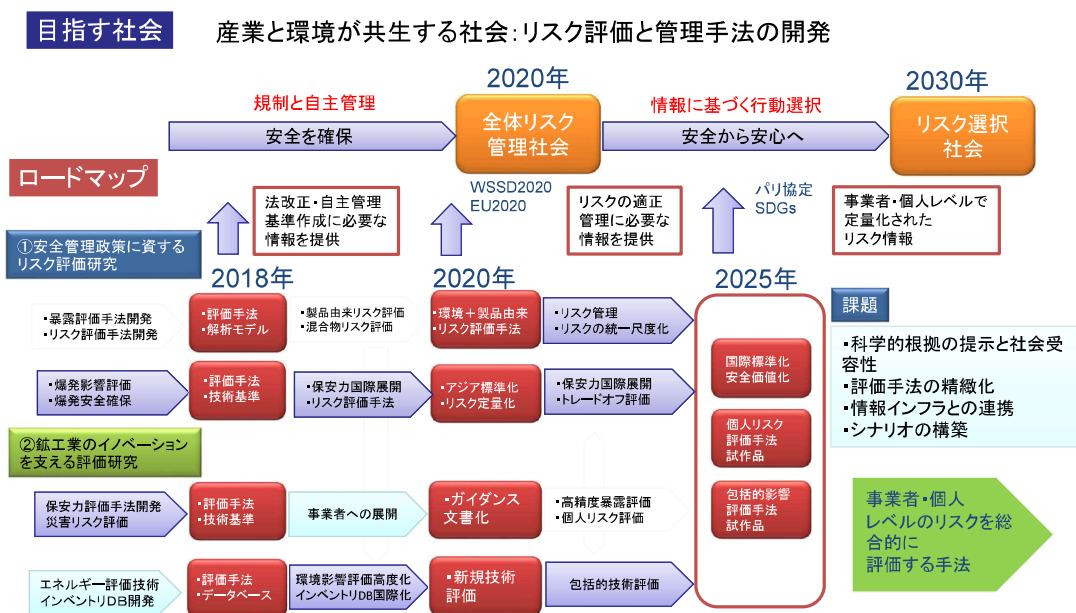 目指す社会
産業と環境が共生する社会:リスク評価と管理手法の開発
2020年
2030年
規制と自主管理
安全を確保
全体リスク
管理社会
情報に基づく行動選択
安全から安心へ
リスク選択
社会
ロードマップ
法改正・自主管理
基準作成に必要な
情報を提供
WSSD2020
EU2020
リスクの適正
管理に必要な
情報を提供
パリ協定
SDGs
事業者・個人レベルで
定量化された
リスク情報
①安全管理政策に資する
リスク評価研究
2018年
2020年
2025年
・暴露評価手法開発
・リスク評価手法開発
・評価手法
・解析モデル
・製品由来リスク評価
・混合物リスク評価
・環境+製品由来
・リスク評価手法
・リスク管理
・リスクの統一尺度化
・爆発影響評価
・爆発安全確保
・評価手法
・技術基準
・保安力国際展開
・リスク評価手法
・アジア標準化
・リスク定量化
・保安力国際展開
・トレードオフ評価
国際標準化
安全価値化
個人リスク
評価手法
試作品
包括的影響
評価手法
試作品
課題
・科学的根拠の提示と社会受
容性
・評価手法の精緻化
・情報インフラとの連携
・シナリオの構築
②鉱工業のイノベーション
を支える評価研究
保安力評価手法開発
災害リスク評価
・評価手法
・技術基準
事業者への展開
・ガイダンス
文書化
・高精度暴露評価
・個人リスク評価
事業者・個人
レベルのリスクを総
合的に
評価する手法
エネルギー評価技術
インベントリDB開発
・評価手法
・データベース
環境影響評価高度化
インベントリDB国際化
・新規技術
評価
包括的技術評価